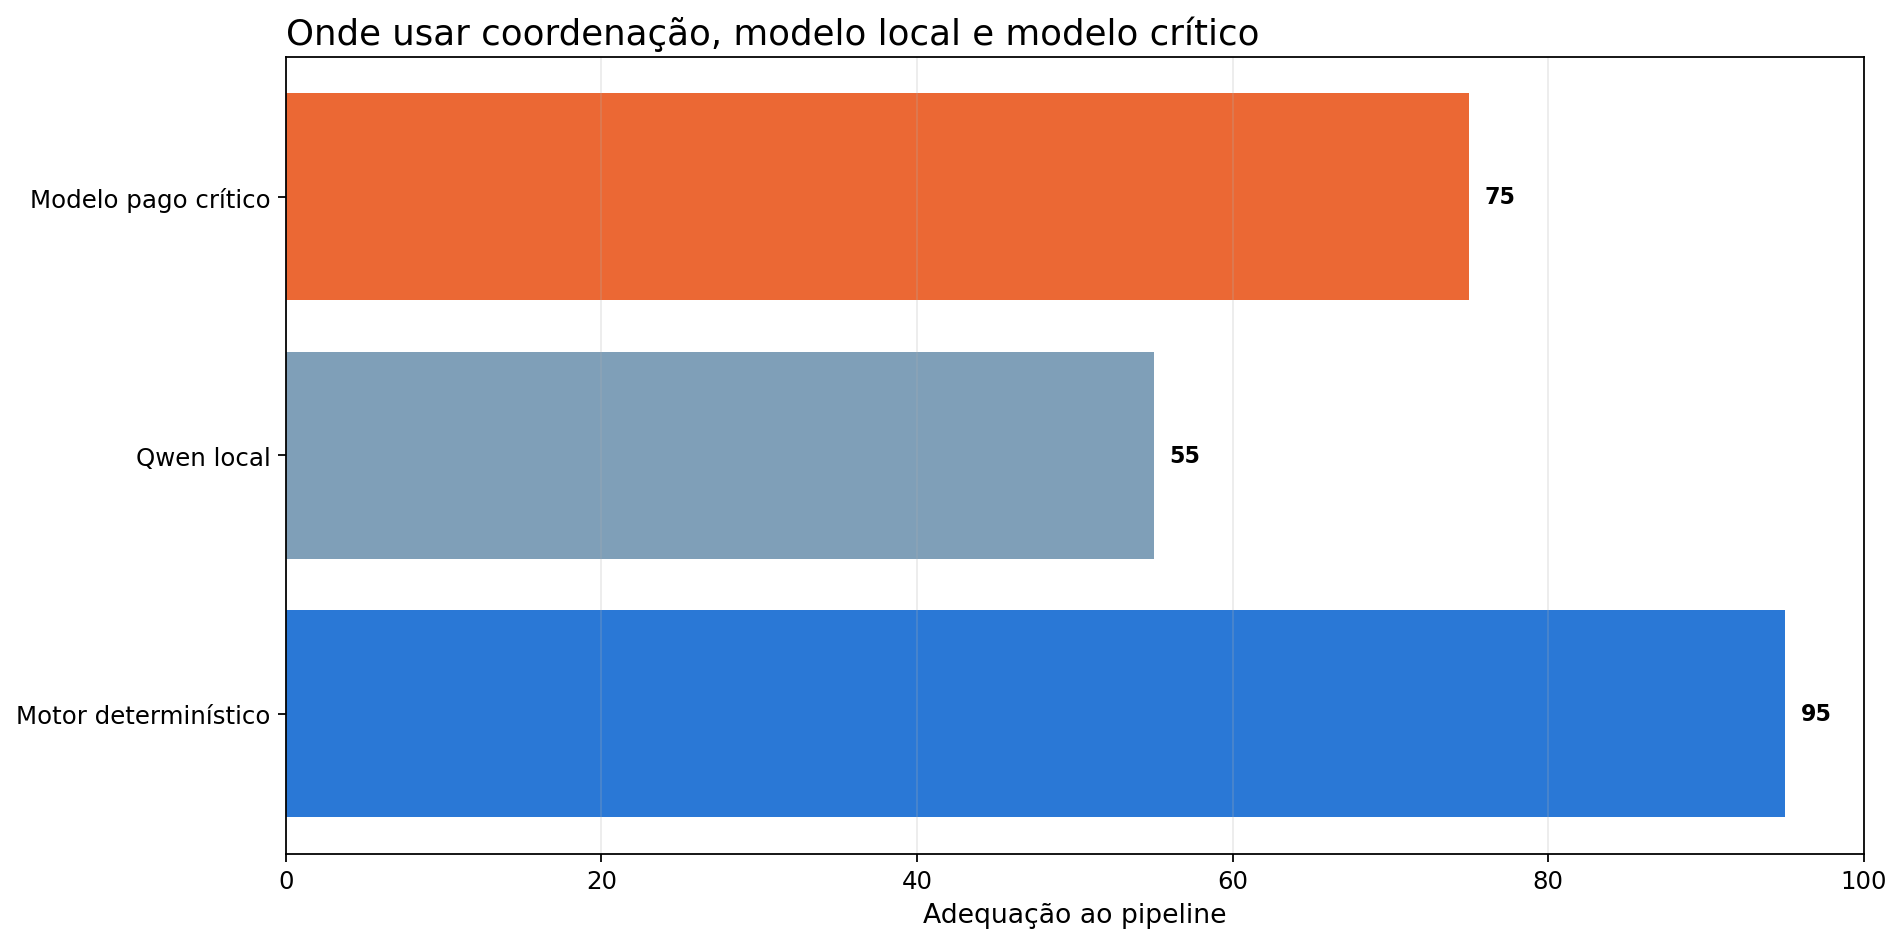 Onde usar coordenação, modelo local e modelo crítico
Modelo pago crítico
75
Qwen local
55
Motor determinístico
95
0 20 40 60 80 100
Adequação ao pipeline